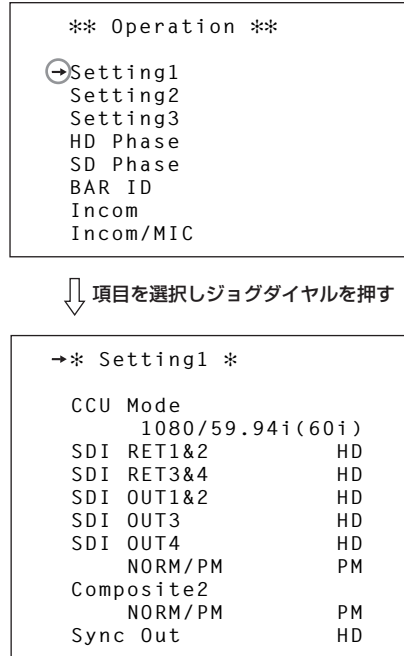 ** Operation **
→Setting1
Setting2
Setting3
HD Phase
SD Phase
BAR ID
Incom
Incom/MIC
項目を選択しジョグダイヤルを押す
→* Setting1 *
CCU Mode
1080/59.94i(60i)
SDI RET1&2 HD
SDI RET3&4 HD
SDI OUT1&2 HD
SDI OUT3 HD
SDI OUT4 HD
NORM/PM PM
Composite2
NORM/PM PM
Sync Out HD